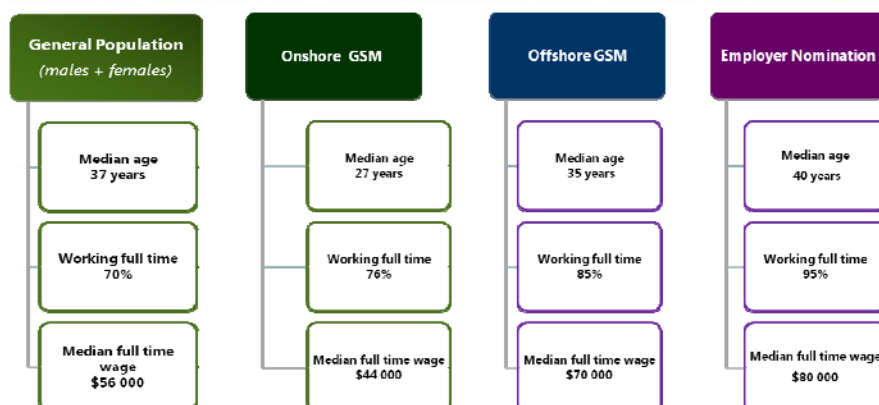 General Population
(males + females)
Median age
37 years
Working full time
70%
Median full time
wage
$56 000
Onshore GSM
Median age
27 years
Working full time
76%
Median full time wage
$44 000
Offshore GSM
Median age
35 years
Working full time
85%
Median full time wage
$70 000
Employer Nomination
Median age
40 years
Working full time
95%
Median full time wage
$80 000